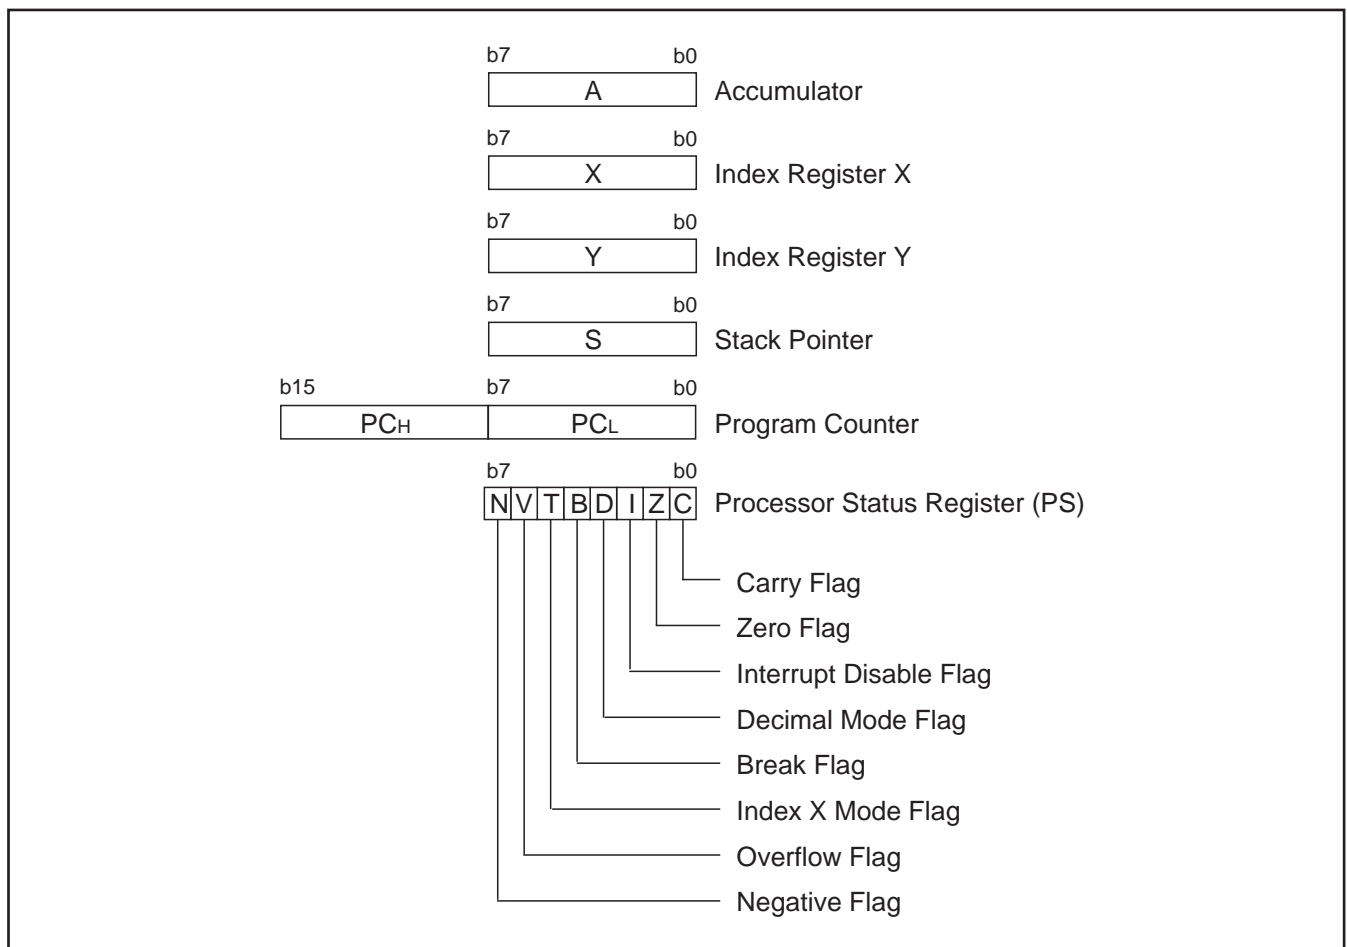 b7 b0
A Accumulator
b7 b0
X Index Register X
b7 b0
Y Index Register Y
b7 b0
S Stack Pointer
b15 b7 b0
PCH PCL Program Counter
b7 b0
N V T B D I Z C Processor Status Register (PS)
Carry Flag
Zero Flag
Interrupt Disable Flag
Decimal Mode Flag
Break Flag
Index X Mode Flag
Overflow Flag
Negative Flag